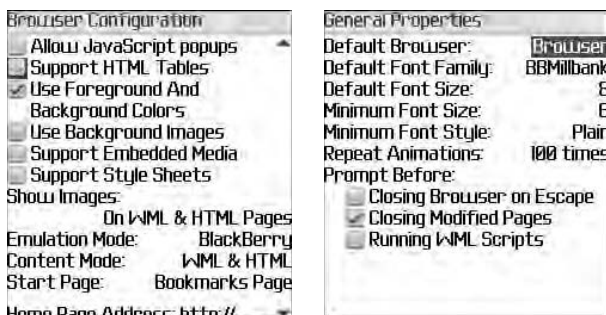 Browser Configuration
Allow JavaScript popups
Support HTML Tables
Use Foreground And
Background Colors
Use Background Images
Support Embedded Media
Support Style Sheets
Show Images:
On WML & HTML Pages
Emulation Mode: BlackBerry
Content Mode: WML & HTML
Start Page: Bookmarks Page
Home Page Address: http://
General Properties
Default Browser: Browser
Default Font Family: BBMillbank
Default Font Size:
Minimum Font Size:
Minimum Font Style: Plain
Repeat Animations: 100 times
Prompt Before:
Closing Browser on Escape
Closing Modified Pages
Running WML Scripts